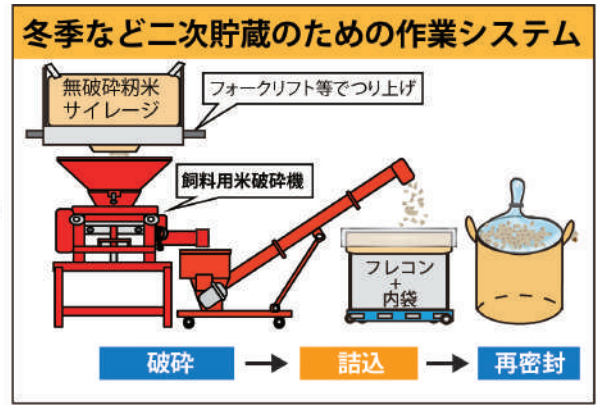 冬季など二次貯蔵のための作業システム
無破砕籾米
サイレージ
フォークリフト等でつり上げ
飼料用米破砕機
フレコン
+
内袋
破砕 → 詰込 → 再密封